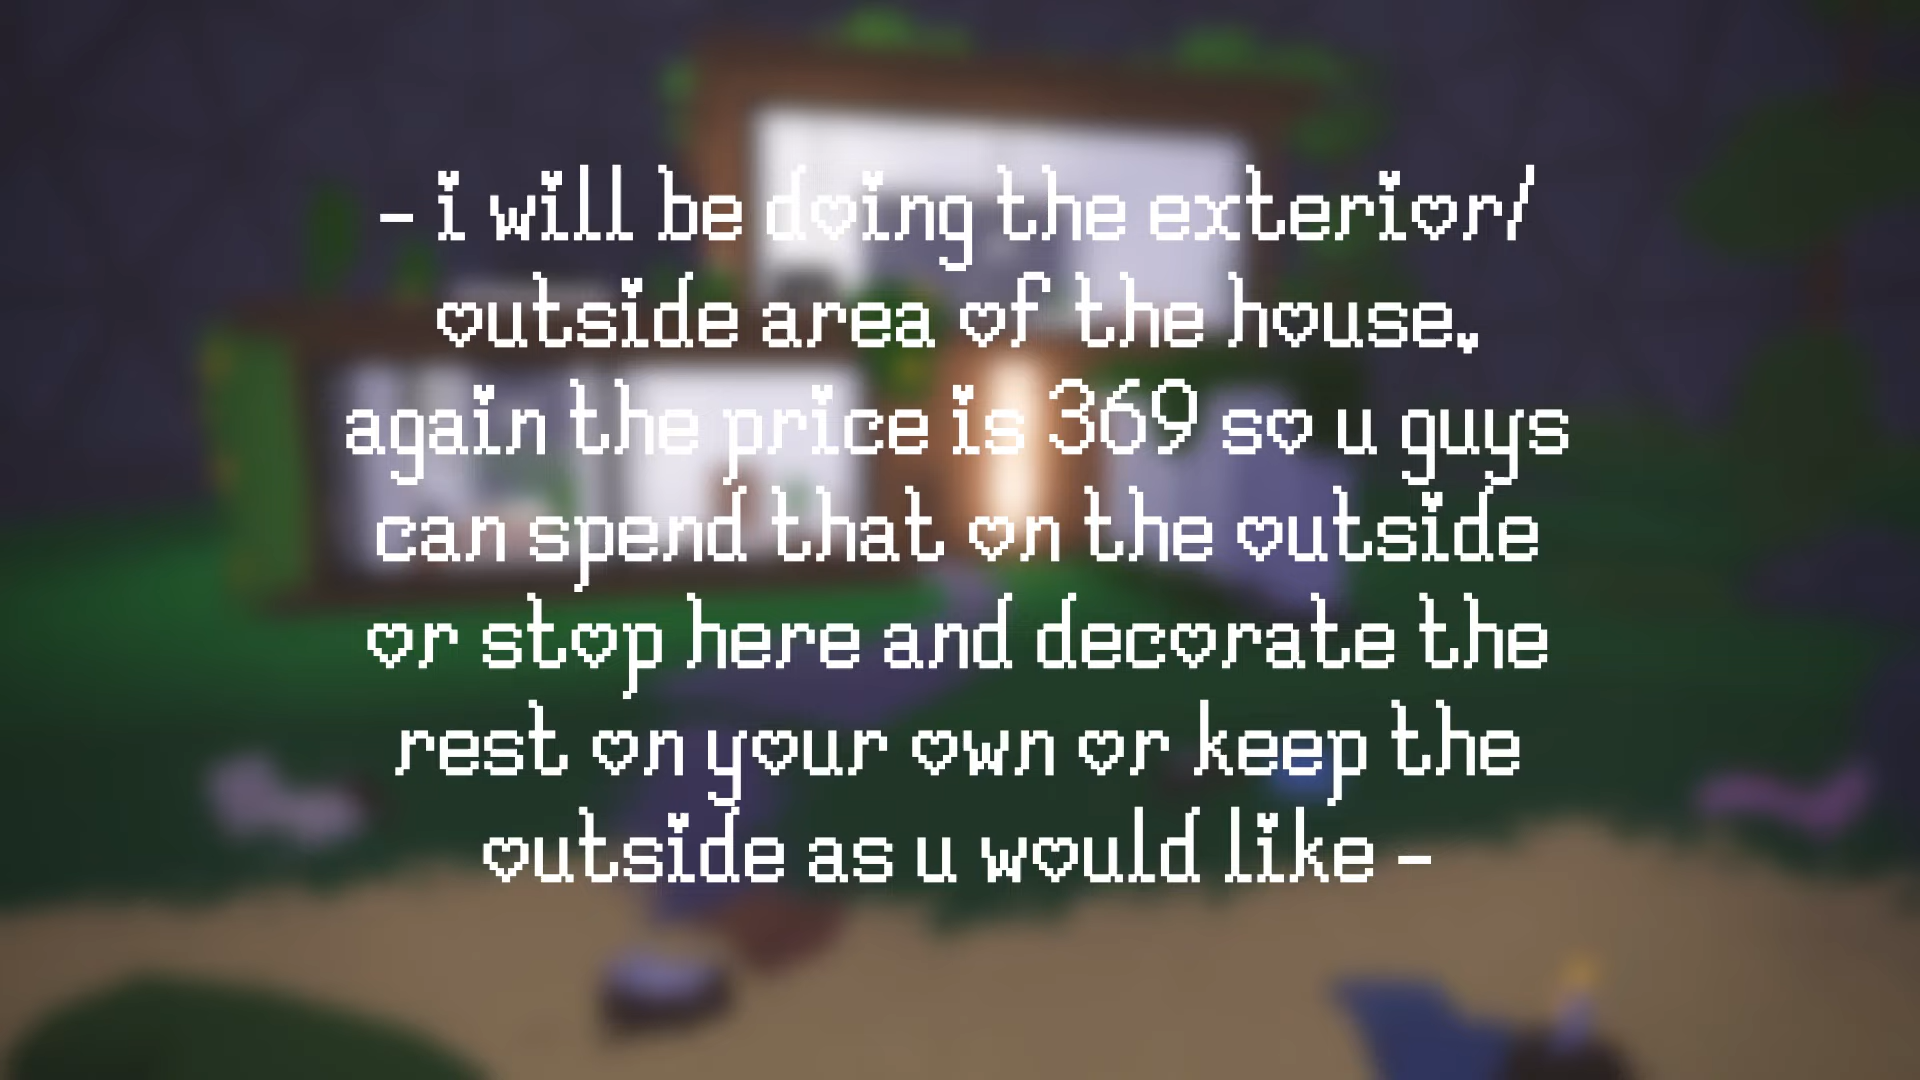 - i will be doing the exterior/
outside area of the house,
again the price is 369 so u guys
can spend that on the outside
or stop here and decorate the
rest on your own or keep the
outside as u would like -